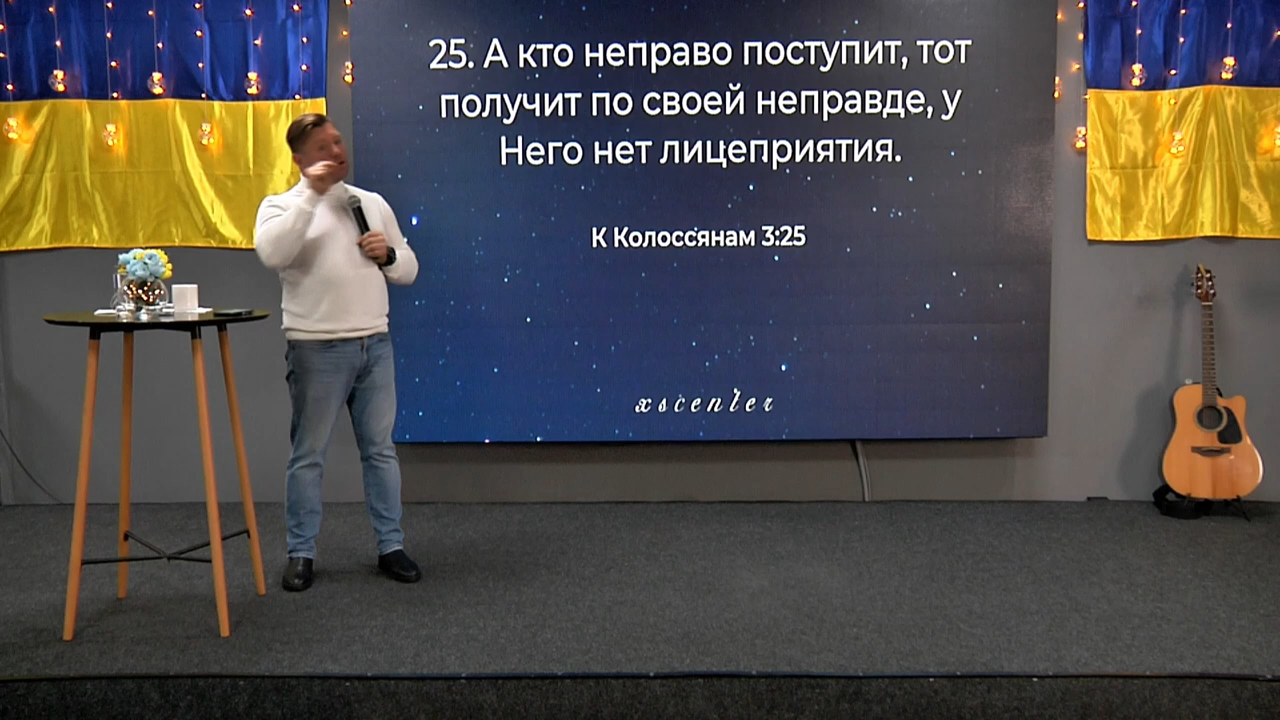 25. А кто неправо поступит, тот
получит по своей неправде, у
Него нет лицеприятия.
К Колоссянам 3:25
xscenter